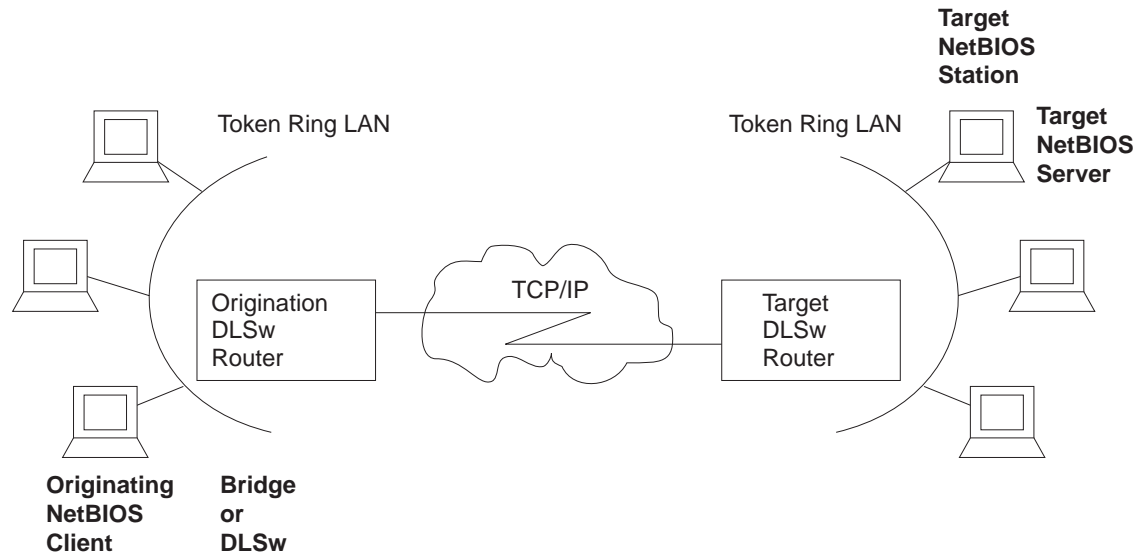 Target
NetBIOS
Station
Target
NetBIOS
Server
Token Ring LAN
Token Ring LAN
TCP/IP
Origination
DLSw
Router
Target
DLSw
Router
Originating
NetBIOS
Client
Bridge
or
DLSw